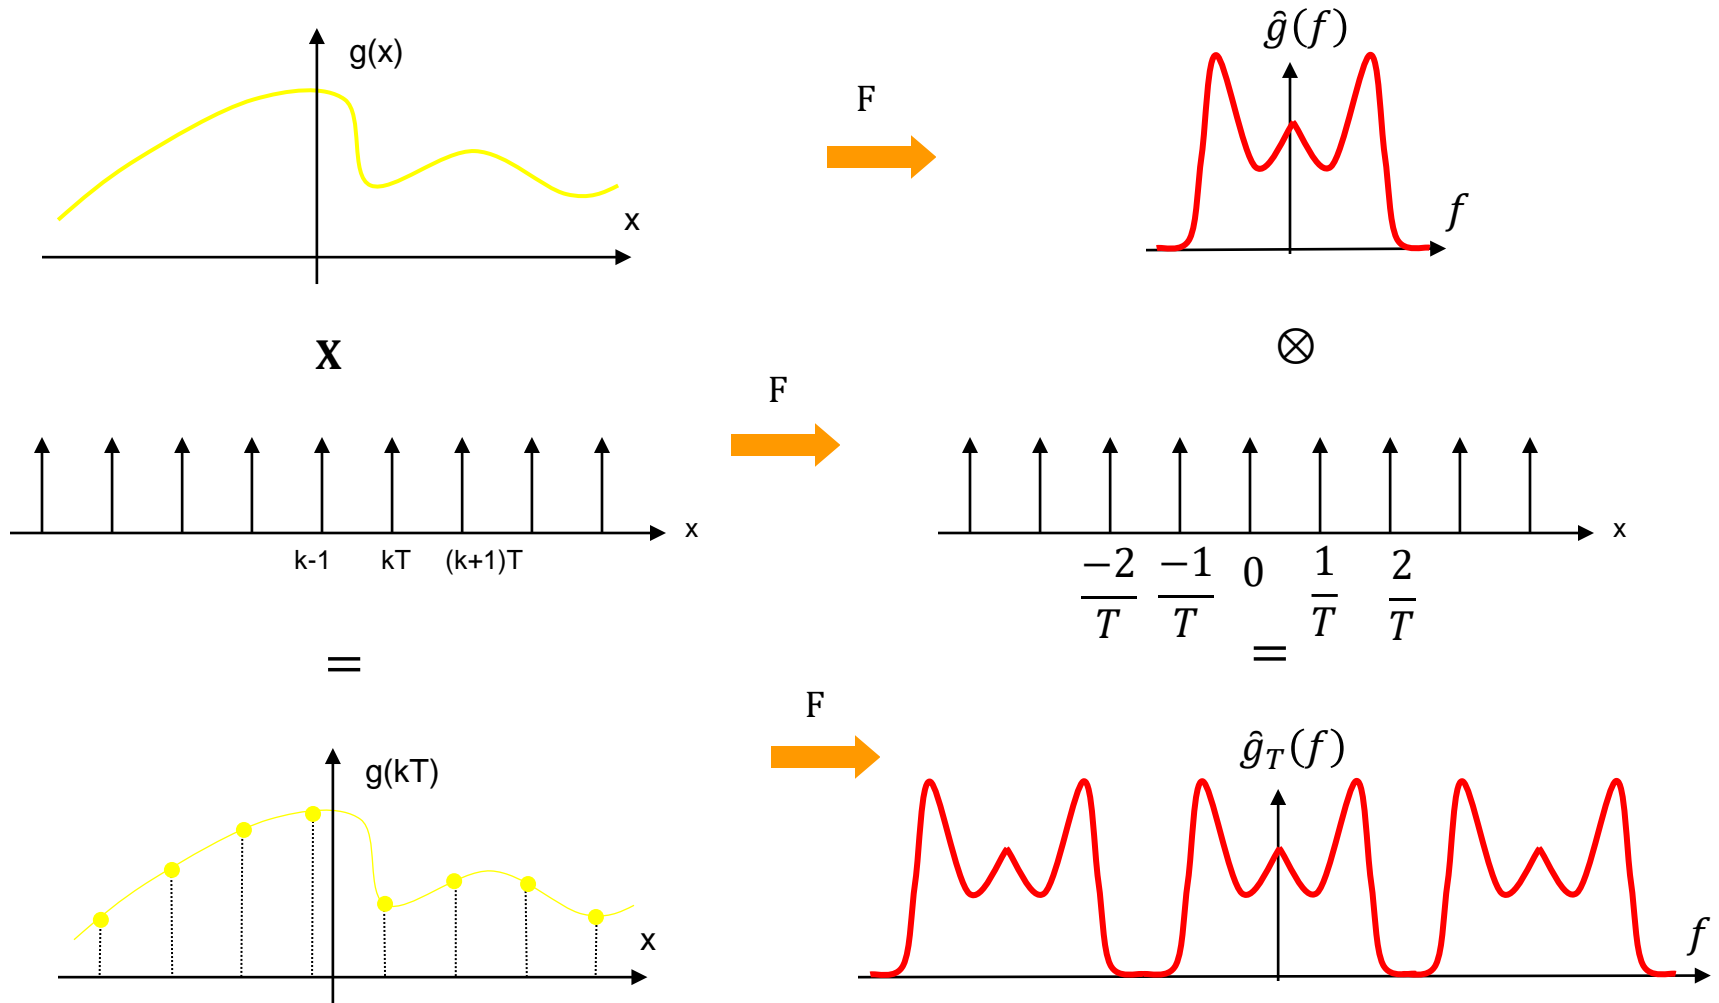 g(x)
x
F
ĝ(f)
f
X
⊗
F
x
k-1 kT (k+1)T
x
-2/T -1/T 0 1/T 2/T
=
=
F
g(kT)
x
ĝ_T(f)
f